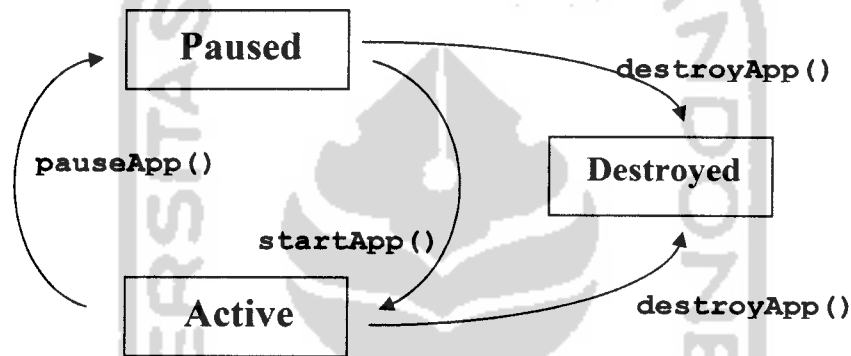 Paused
destroyApp()
pauseApp()
Destroyed
startApp()
Active
destroyApp()